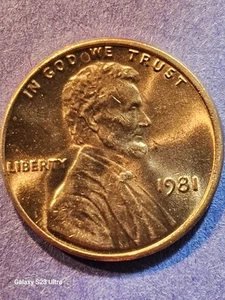 IN GOD WE TRUST
LIBERTY
1981
Galaxy S23 Ultra